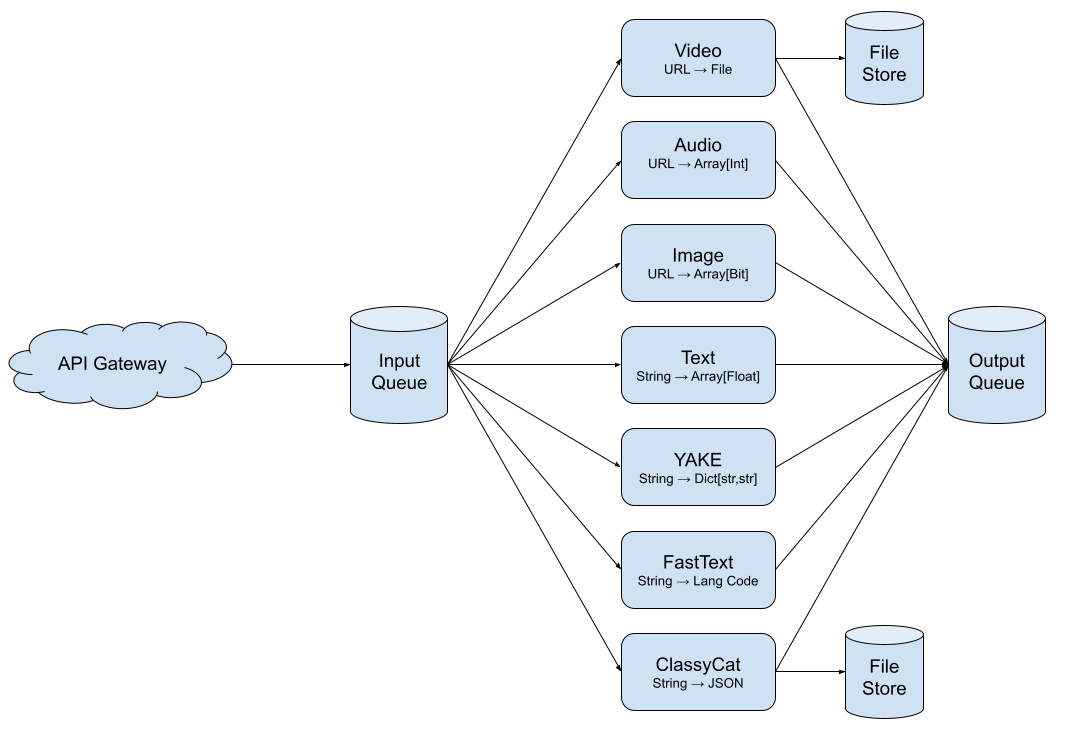 Video
URL → File
File
Store
Audio
URL → Array[Int]
Image
URL → Array[Bit]
API Gateway
Input
Queue
Text
String → Array[Float]
Output
Queue
YAKE
String → Dict[str,str]
FastText
String → Lang Code
ClassyCat
String → JSON
File
Store